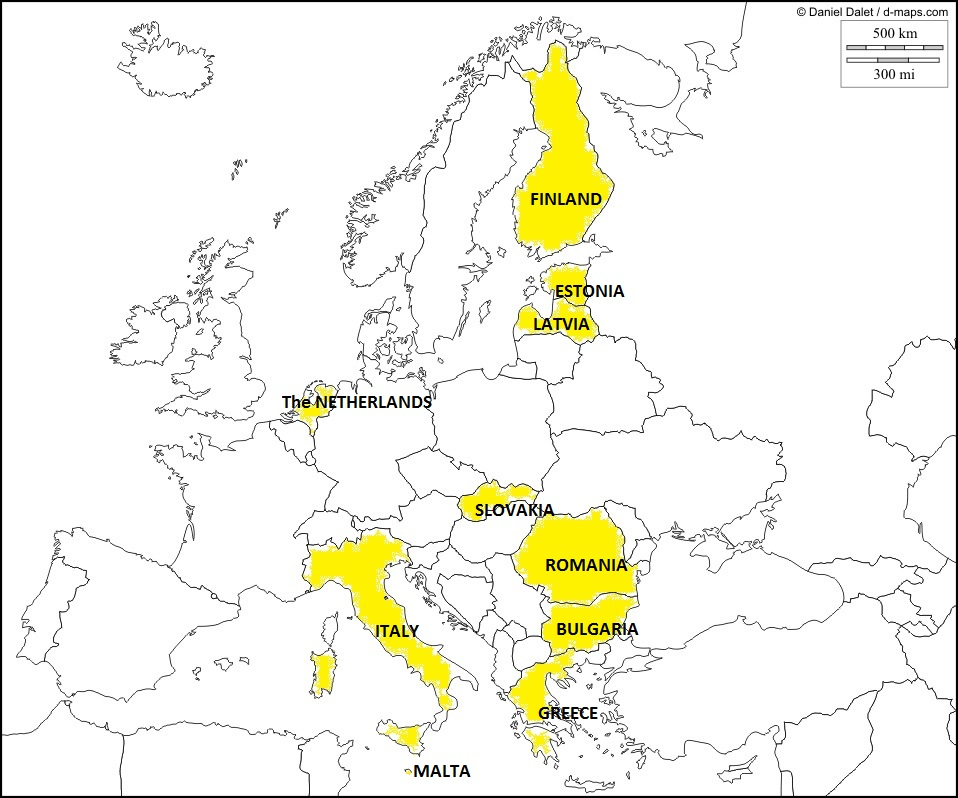 © Daniel Dalet / d-maps.com
500 km
300 mi
FINLAND
ESTONIA
LATVIA
The NETHERLANDS
SLOVAKIA
ROMANIA
BULGARIA
ITALY
GREECE
MALTA